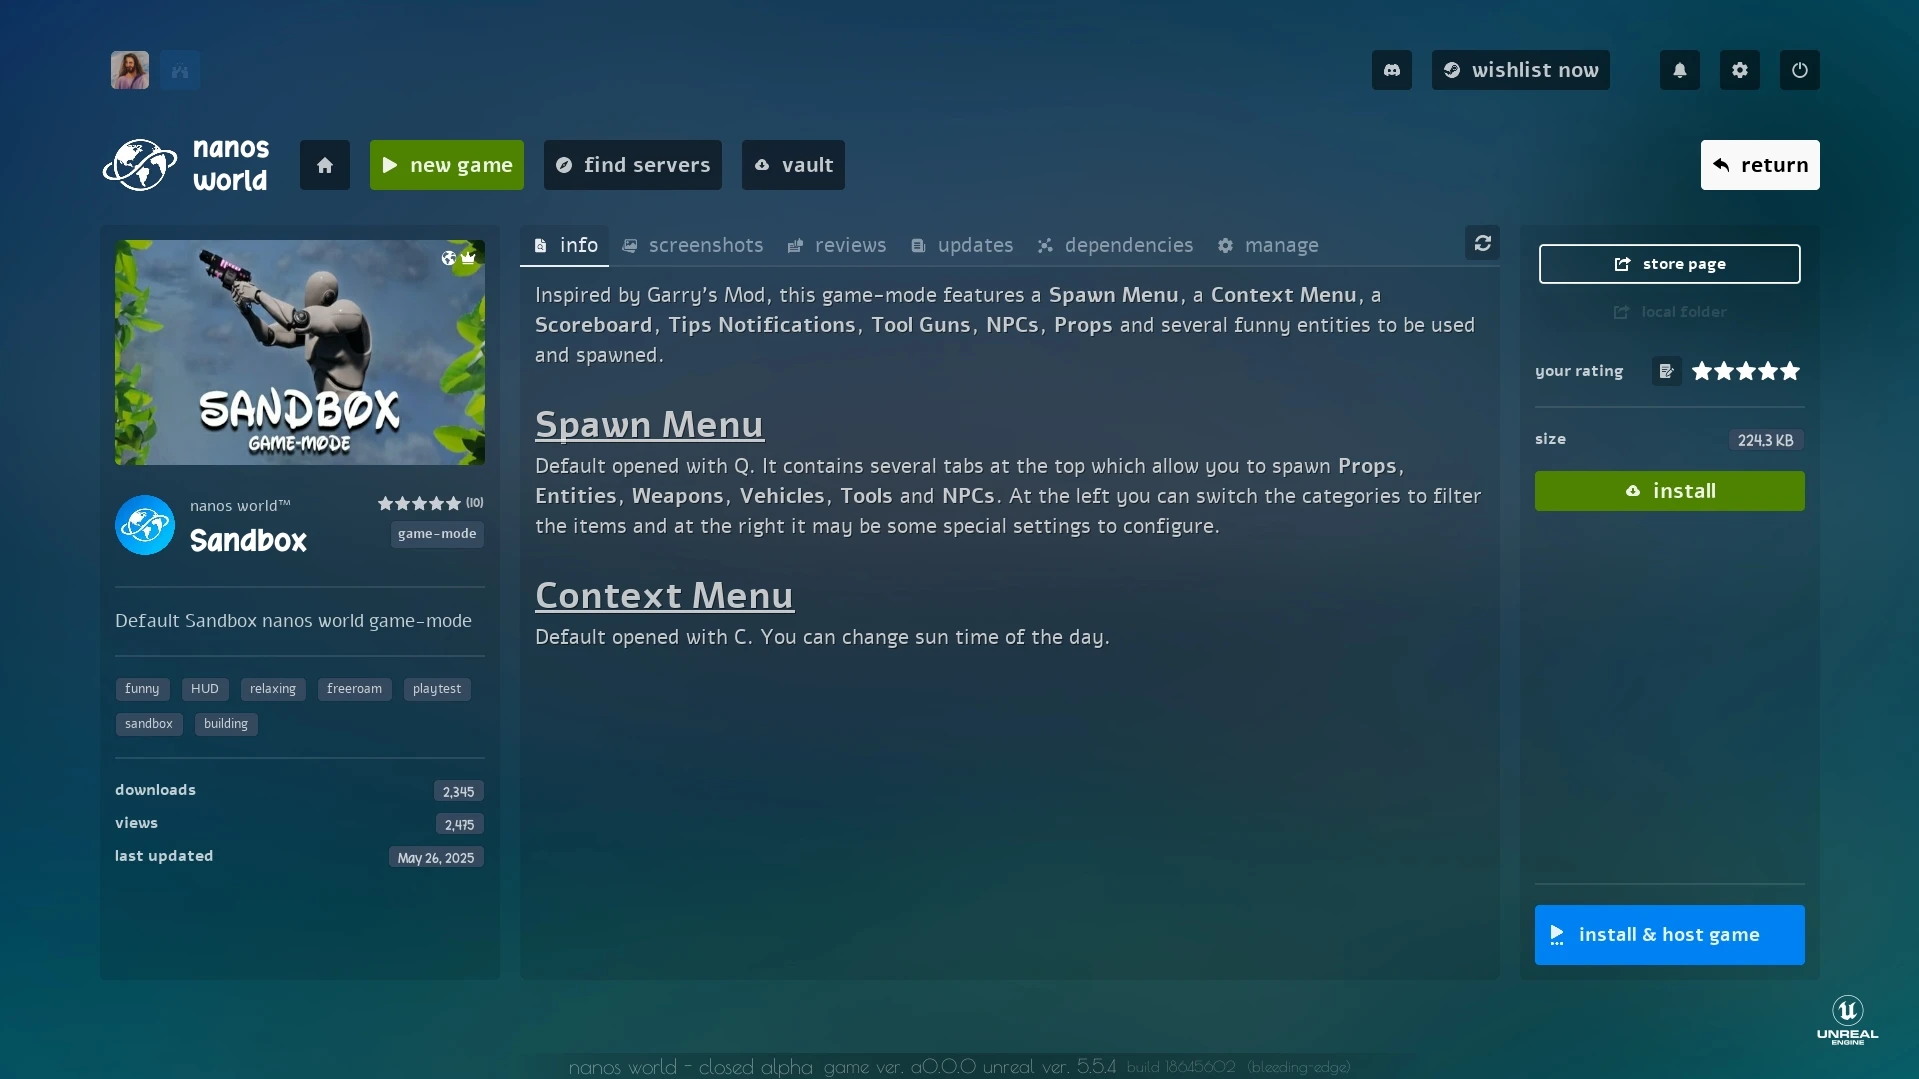 wishlist now
nanos world
new game
find servers
vault
return
SANDBOX
GAME-MODE
nanos world™
(10)
Sandbox
game-mode
Default Sandbox nanos world game-mode
funny HUD relaxing freeroam playtest
sandbox building
downloads 2,345
views 2,475
last updated May 26, 2025
info screenshots reviews updates dependencies manage
Inspired by Garry's Mod, this game-mode features a Spawn Menu, a Context Menu, a
Scoreboard, Tips Notifications, Tool Guns, NPCs, Props and several funny entities to be used
and spawned.
Spawn Menu
Default opened with Q. It contains several tabs at the top which allow you to spawn Props,
Entities, Weapons, Vehicles, Tools and NPCs. At the left you can switch the categories to filter
the items and at the right it may be some special settings to configure.
Context Menu
Default opened with C. You can change sun time of the day.
store page
local folder
your rating
size 224.3 KB
install
install & host game
UNREAL
ENGINE
nanos world - closed alpha game ver. a0.0.0 unreal ver. 5.5.4 build 18645602 (bleeding-edge)